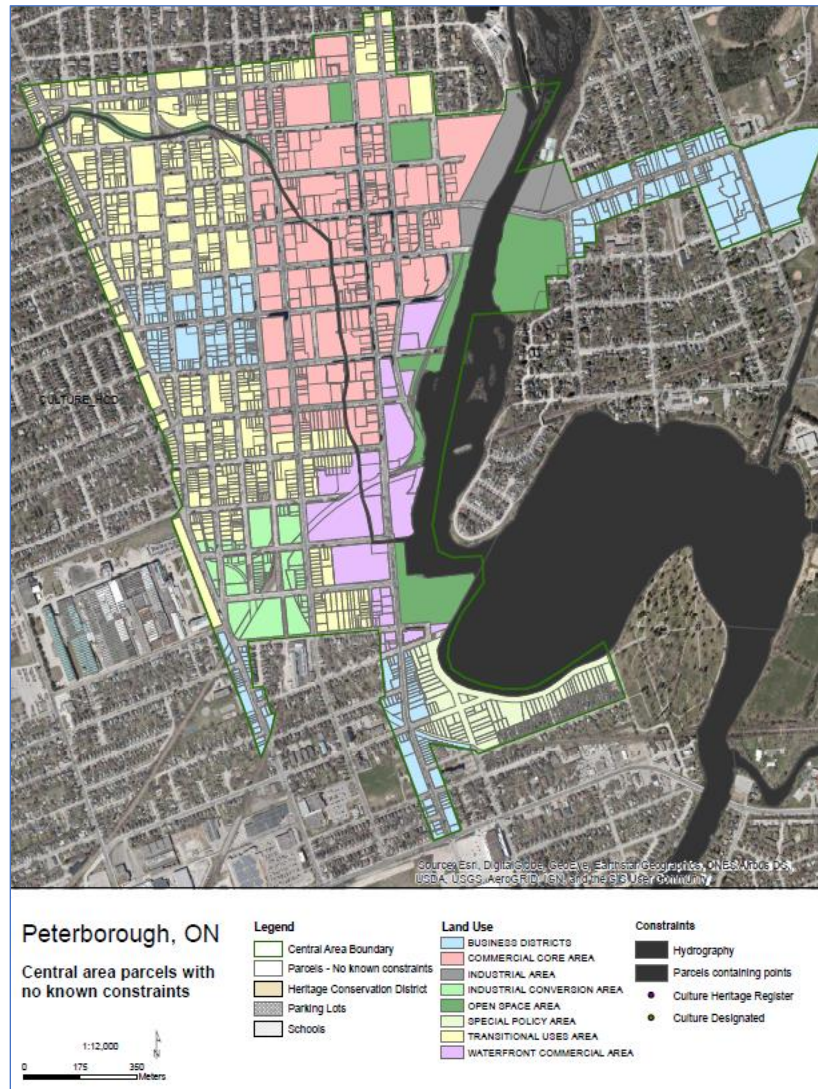 CULTURE_HCD
Source: Esri, DigitalGlobe, GeoEye, Earthstar Geographics, CNES/Airbus DS,
USDA, USGS, AeroGRID, IGN, and the GIS User Community
Peterborough, ON
Central area parcels with
no known constraints
1:12,000
N
0 175 350
Meters
Legend
Central Area Boundary
Parcels - No known constraints
Heritage Conservation District
Parking Lots
Schools
Land Use
BUSINESS DISTRICTS
COMMERCIAL CORE AREA
INDUSTRIAL AREA
INDUSTRIAL CONVERSION AREA
OPEN SPACE AREA
SPECIAL POLICY AREA
TRANSITIONAL USES AREA
WATERFRONT COMMERCIAL AREA
Constraints
Hydrography
Parcels containing points
Culture Heritage Register
Culture Designated